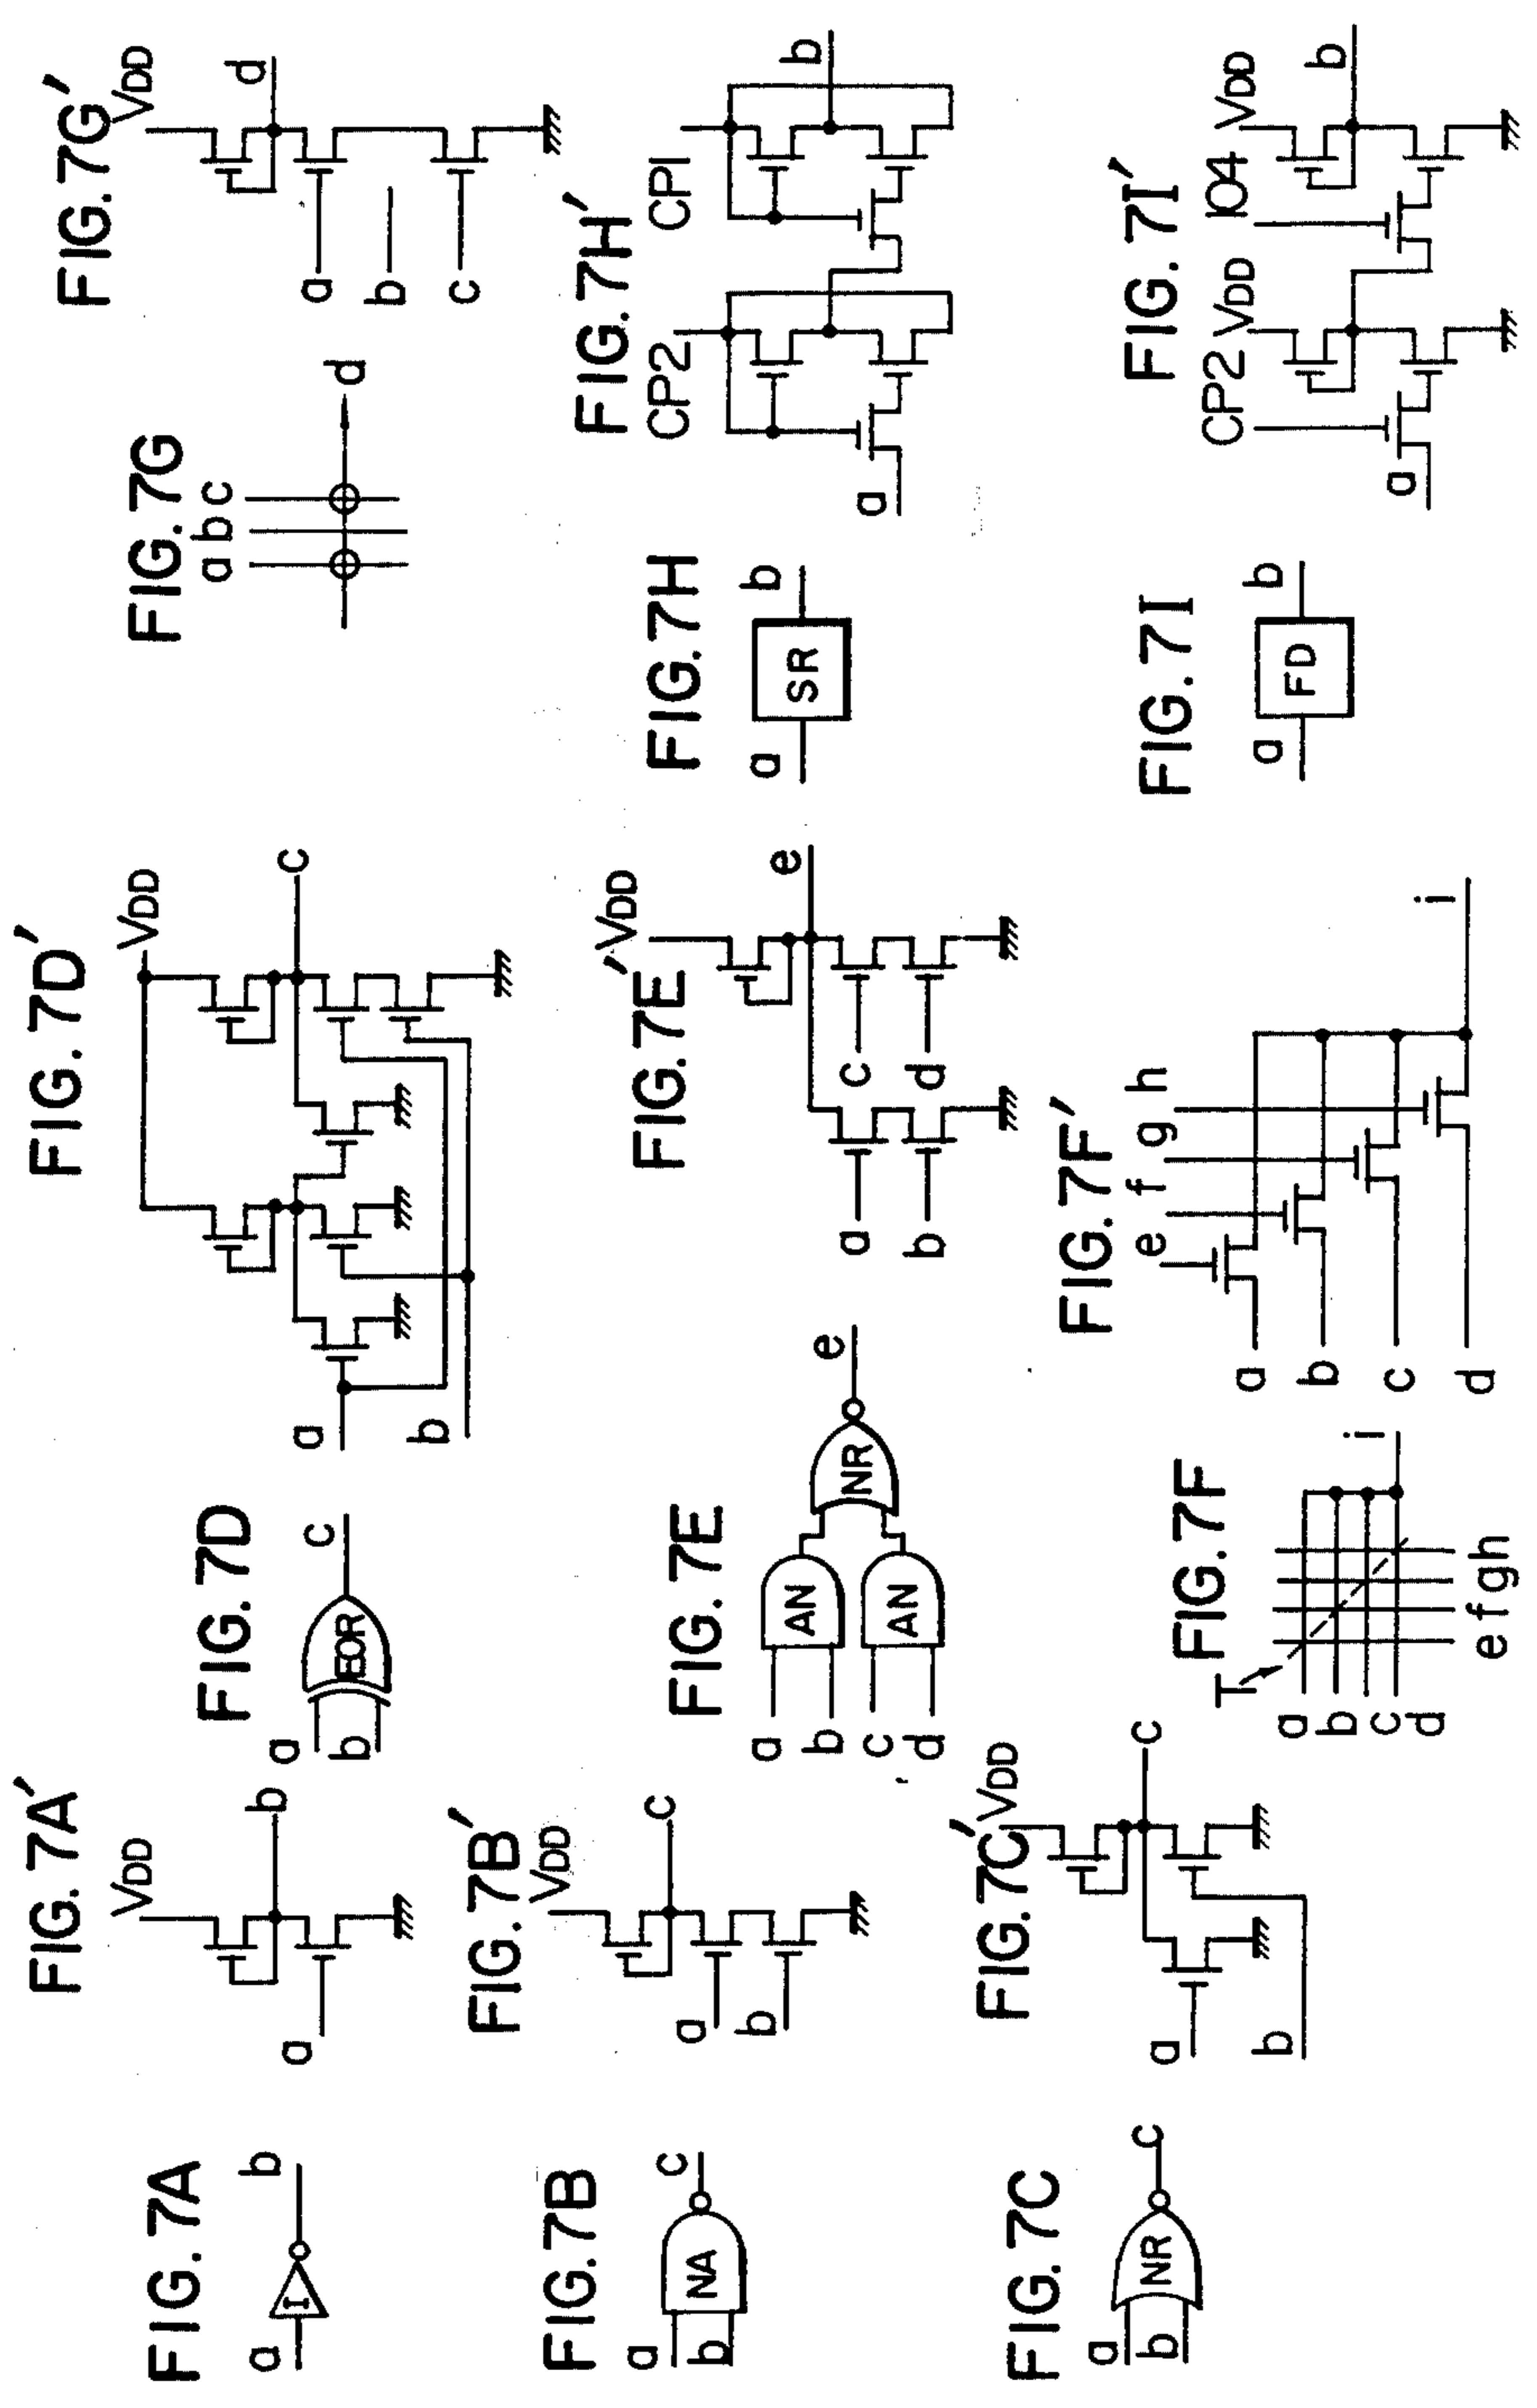 FIG. 7A
a
I
b
FIG. 7A'
VDD
a
b
FIG. 7B
a
b
NA
c
FIG. 7B'
VDD
a
b
c
FIG. 7C
a
b
NR
c
FIG. 7C'
VDD
a
b
c
FIG. 7D
a
b
EOR
c
FIG. 7D'
VDD
a
b
c
FIG. 7E
a
b
c
d
AN
AN
NR
e
FIG. 7E'
VDD
a
b
c
d
e
FIG. 7F
T
a
b
c
d
e f g h
i
FIG. 7F'
e f g h
a
b
c
d
i
FIG. 7G
a b c
d
FIG. 7G'
VDD
a
b
c
d
FIG. 7H
a
SR
b
FIG. 7H'
CP2
CP1
a
b
FIG. 7I
a
FD
b
FIG. 7I'
CP2
VDD
104
VDD
a
b